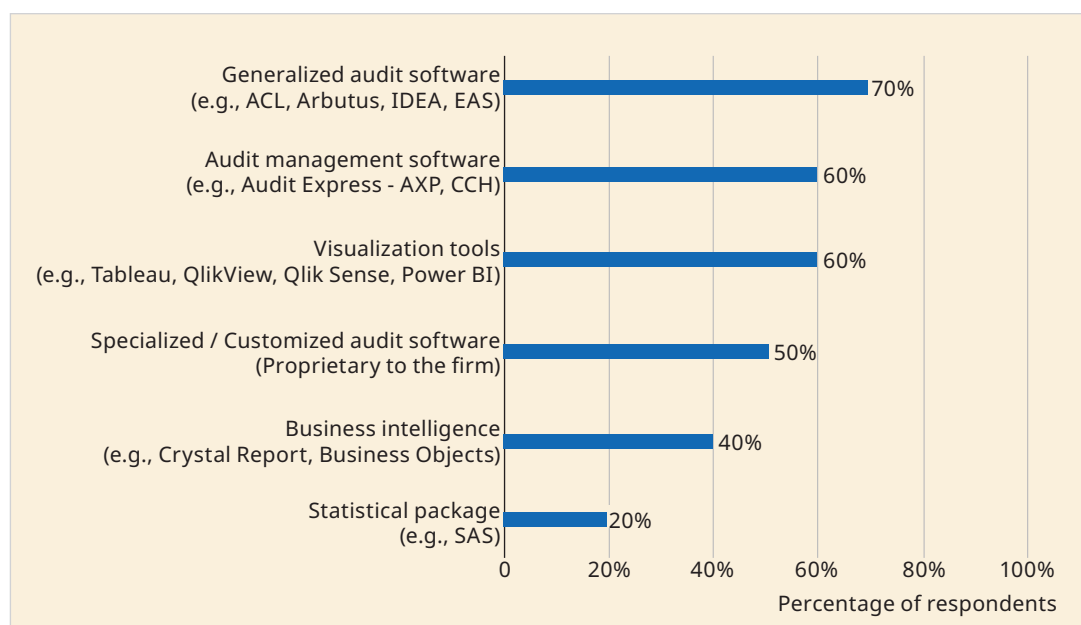 Generalized audit software
(e.g., ACL, Arbutus, IDEA, EAS)
70%
Audit management software
(e.g., Audit Express - AXP, CCH)
60%
Visualization tools
(e.g., Tableau, QlikView, Qlik Sense, Power BI)
60%
Specialized / Customized audit software
(Proprietary to the firm)
50%
Business intelligence
(e.g., Crystal Report, Business Objects)
40%
Statistical package
(e.g., SAS)
20%
0 20% 40% 60% 80% 100%
Percentage of respondents